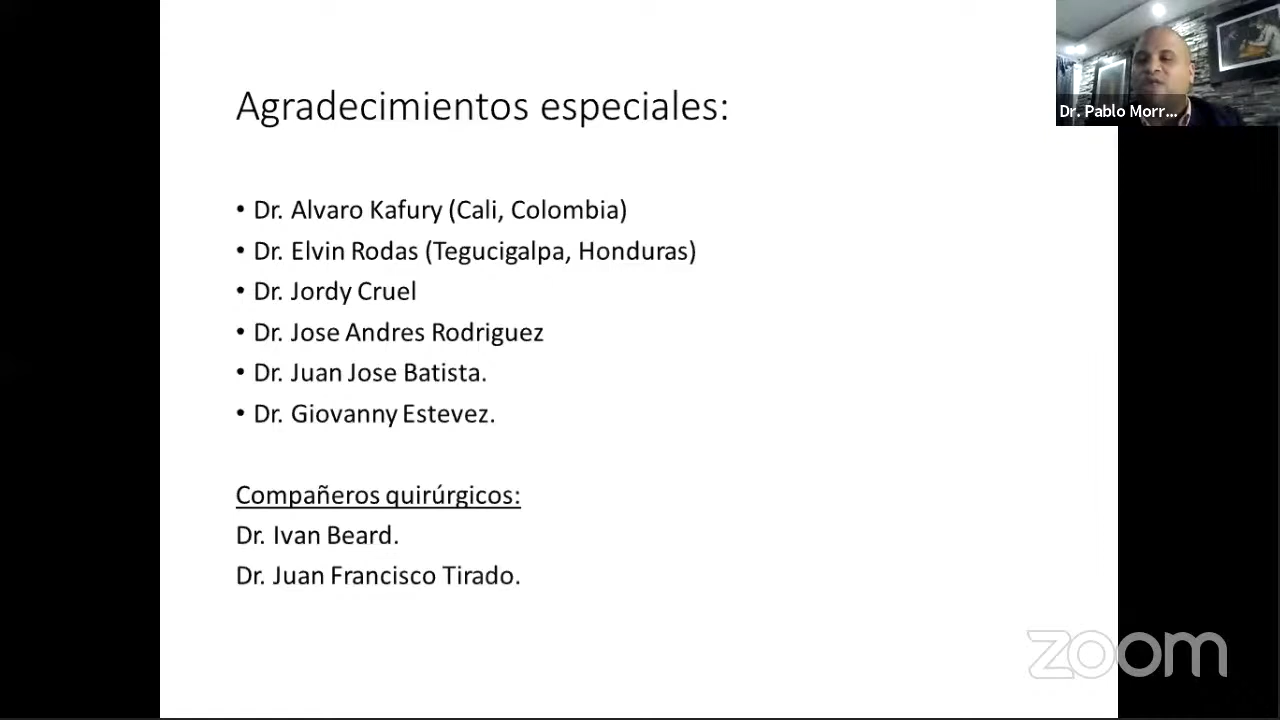 Agradecimientos especiales:
• Dr. Alvaro Kafury (Cali, Colombia)
• Dr. Elvin Rodas (Tegucigalpa, Honduras)
• Dr. Jordy Cruel
• Dr. Jose Andres Rodriguez
• Dr. Juan Jose Batista.
• Dr. Giovanny Estevez.
Compañeros quirúrgicos:
Dr. Ivan Beard.
Dr. Juan Francisco Tirado.
Dr. Pablo Morr...
zoom